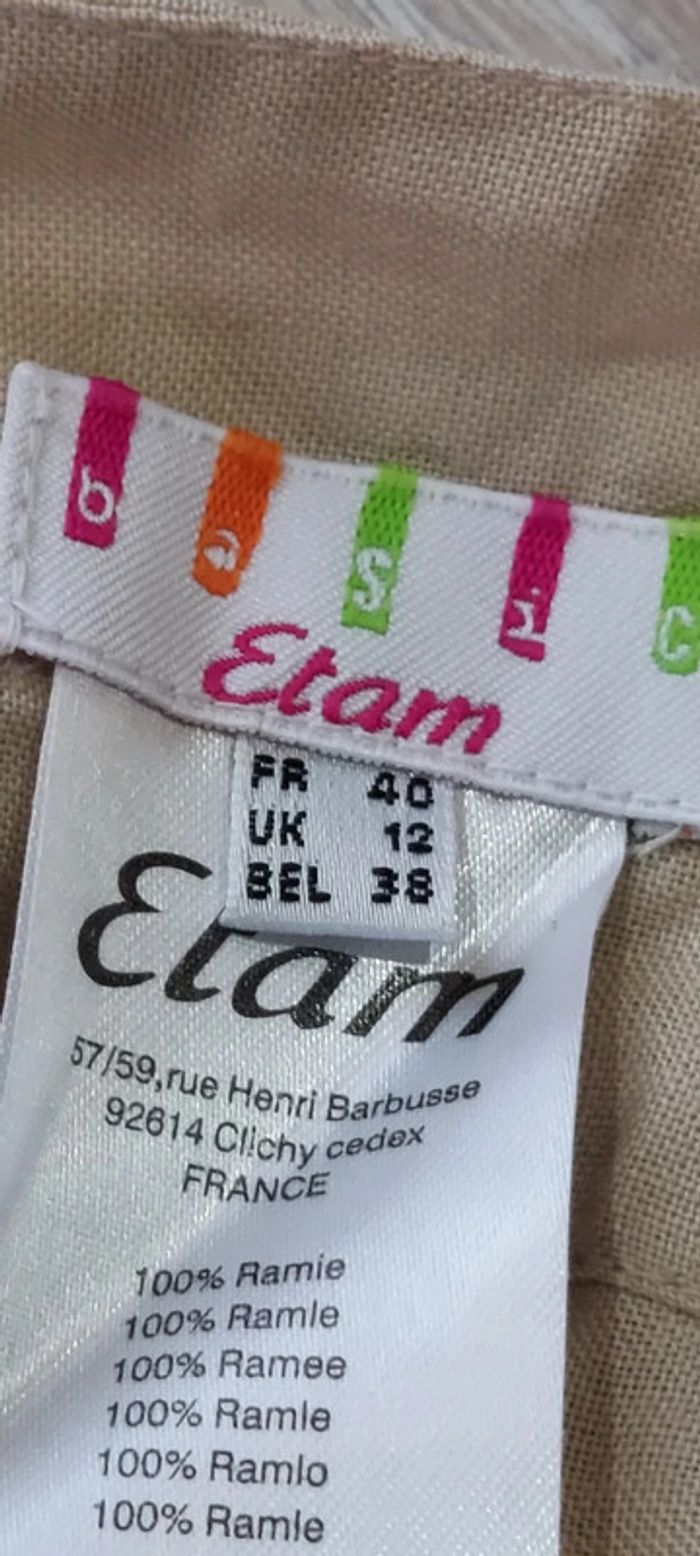 basic
Etam
FR 40
UK 12
BEL 38
Etam
57/59,rue Henri Barbusse
92614 Clichy cedex
FRANCE
100% Ramie
100% Ramle
100% Ramee
100% Ramle
100% Ramlo
100% Ramle